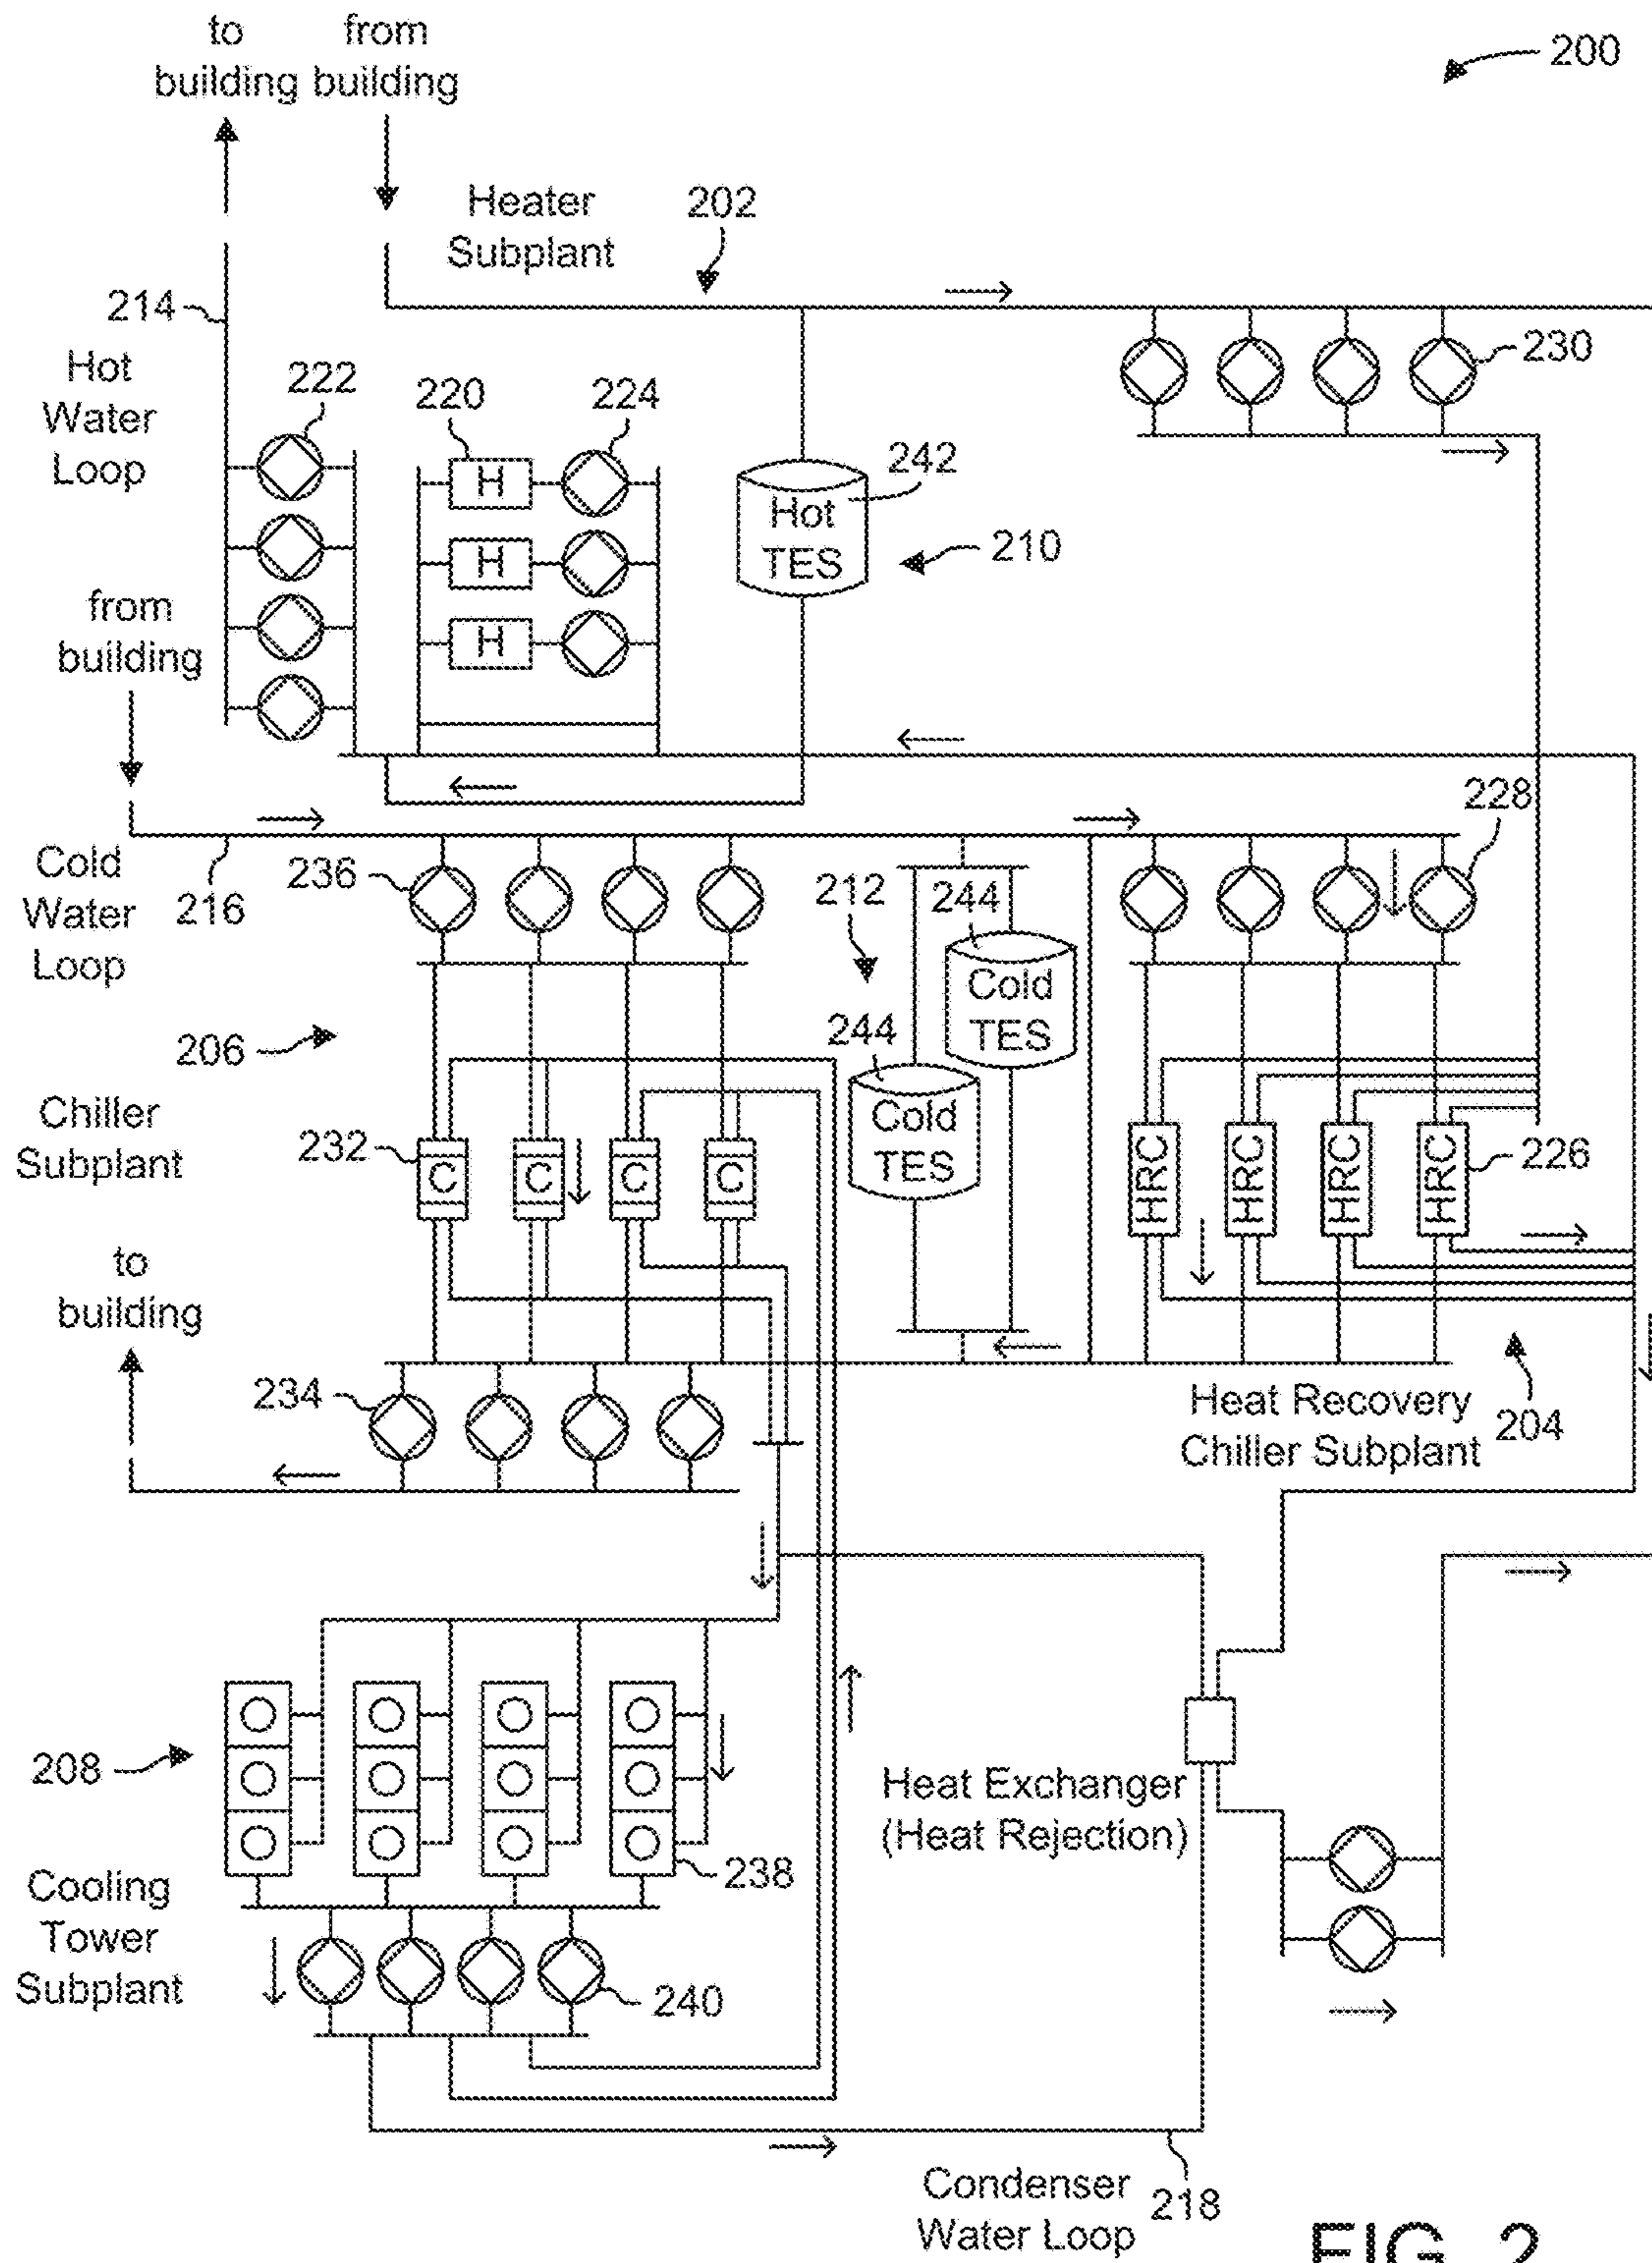 to
building
from
building
200
Heater
Subplant
202
214
Hot
Water
Loop
222
220
224
230
H
H
H
Hot
TES
242
210
from
building
228
Cold
Water
Loop
216
236
212
244
Cold
TES
244
Cold
TES
206
Chiller
Subplant
232
C
C
C
C
HRC
HRC
HRC
HRC
226
to
building
234
Heat Recovery
Chiller Subplant
204
208
Heat Exchanger
(Heat Rejection)
238
Cooling
Tower
Subplant
240
Condenser
Water Loop
218
FIG. 2